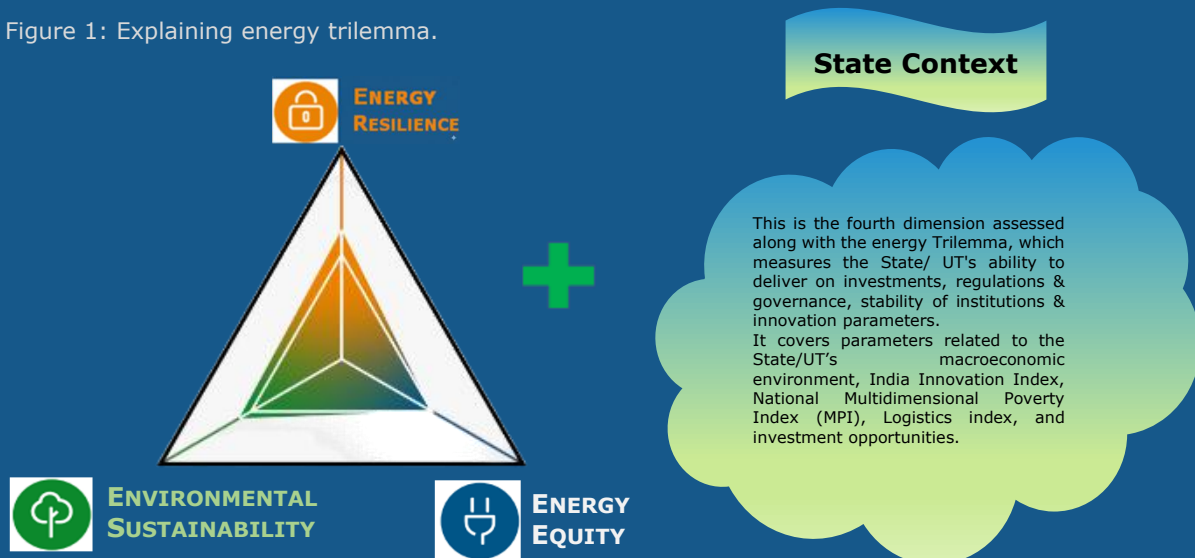 Figure 1: Explaining energy trilemma.
ENERGY
RESILIENCE
ENVIRONMENTAL
SUSTAINABILITY
ENERGY
EQUITY
State Context
This is the fourth dimension assessed
along with the energy Trilemma, which
measures the State/ UT's ability to
deliver on investments, regulations &
governance, stability of institutions &
innovation parameters.
It covers parameters related to the
State/UT’s macroeconomic
environment, India Innovation Index,
National Multidimensional Poverty
Index (MPI), Logistics index, and
investment opportunities.